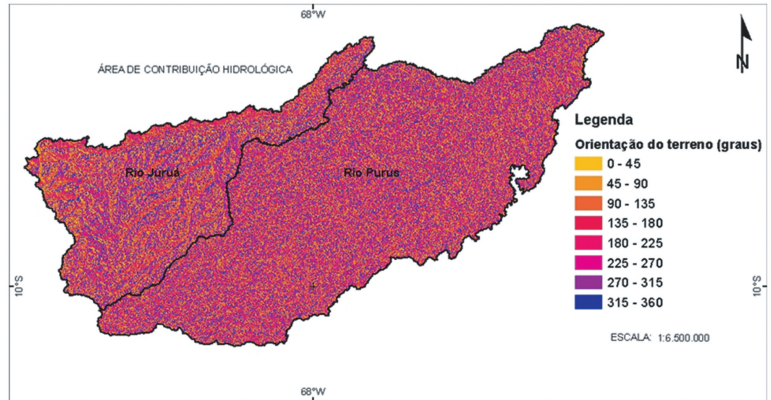 68°W
N
ÁREA DE CONTRIBUIÇÃO HIDROLÓGICA
Legenda
Orientação do terreno (graus)
0 - 45
45 - 90
90 - 135
135 - 180
180 - 225
225 - 270
270 - 315
315 - 360
Rio Juruá
Rio Purus
10°S
10°S
ESCALA: 1:6.500.000
68°W